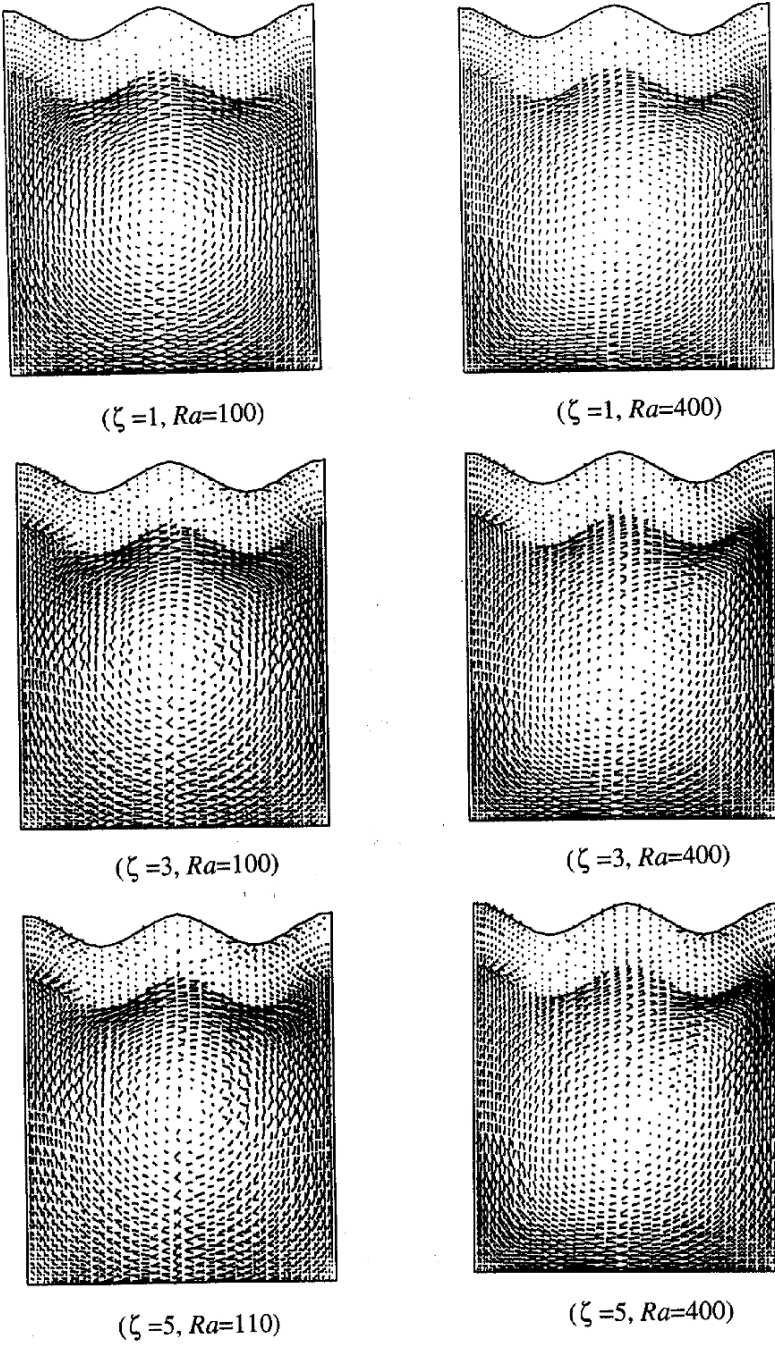 (ζ =1, Ra=100)
(ζ =1, Ra=400)
(ζ =3, Ra=100)
(ζ =3, Ra=400)
(ζ =5, Ra=110)
(ζ =5, Ra=400)